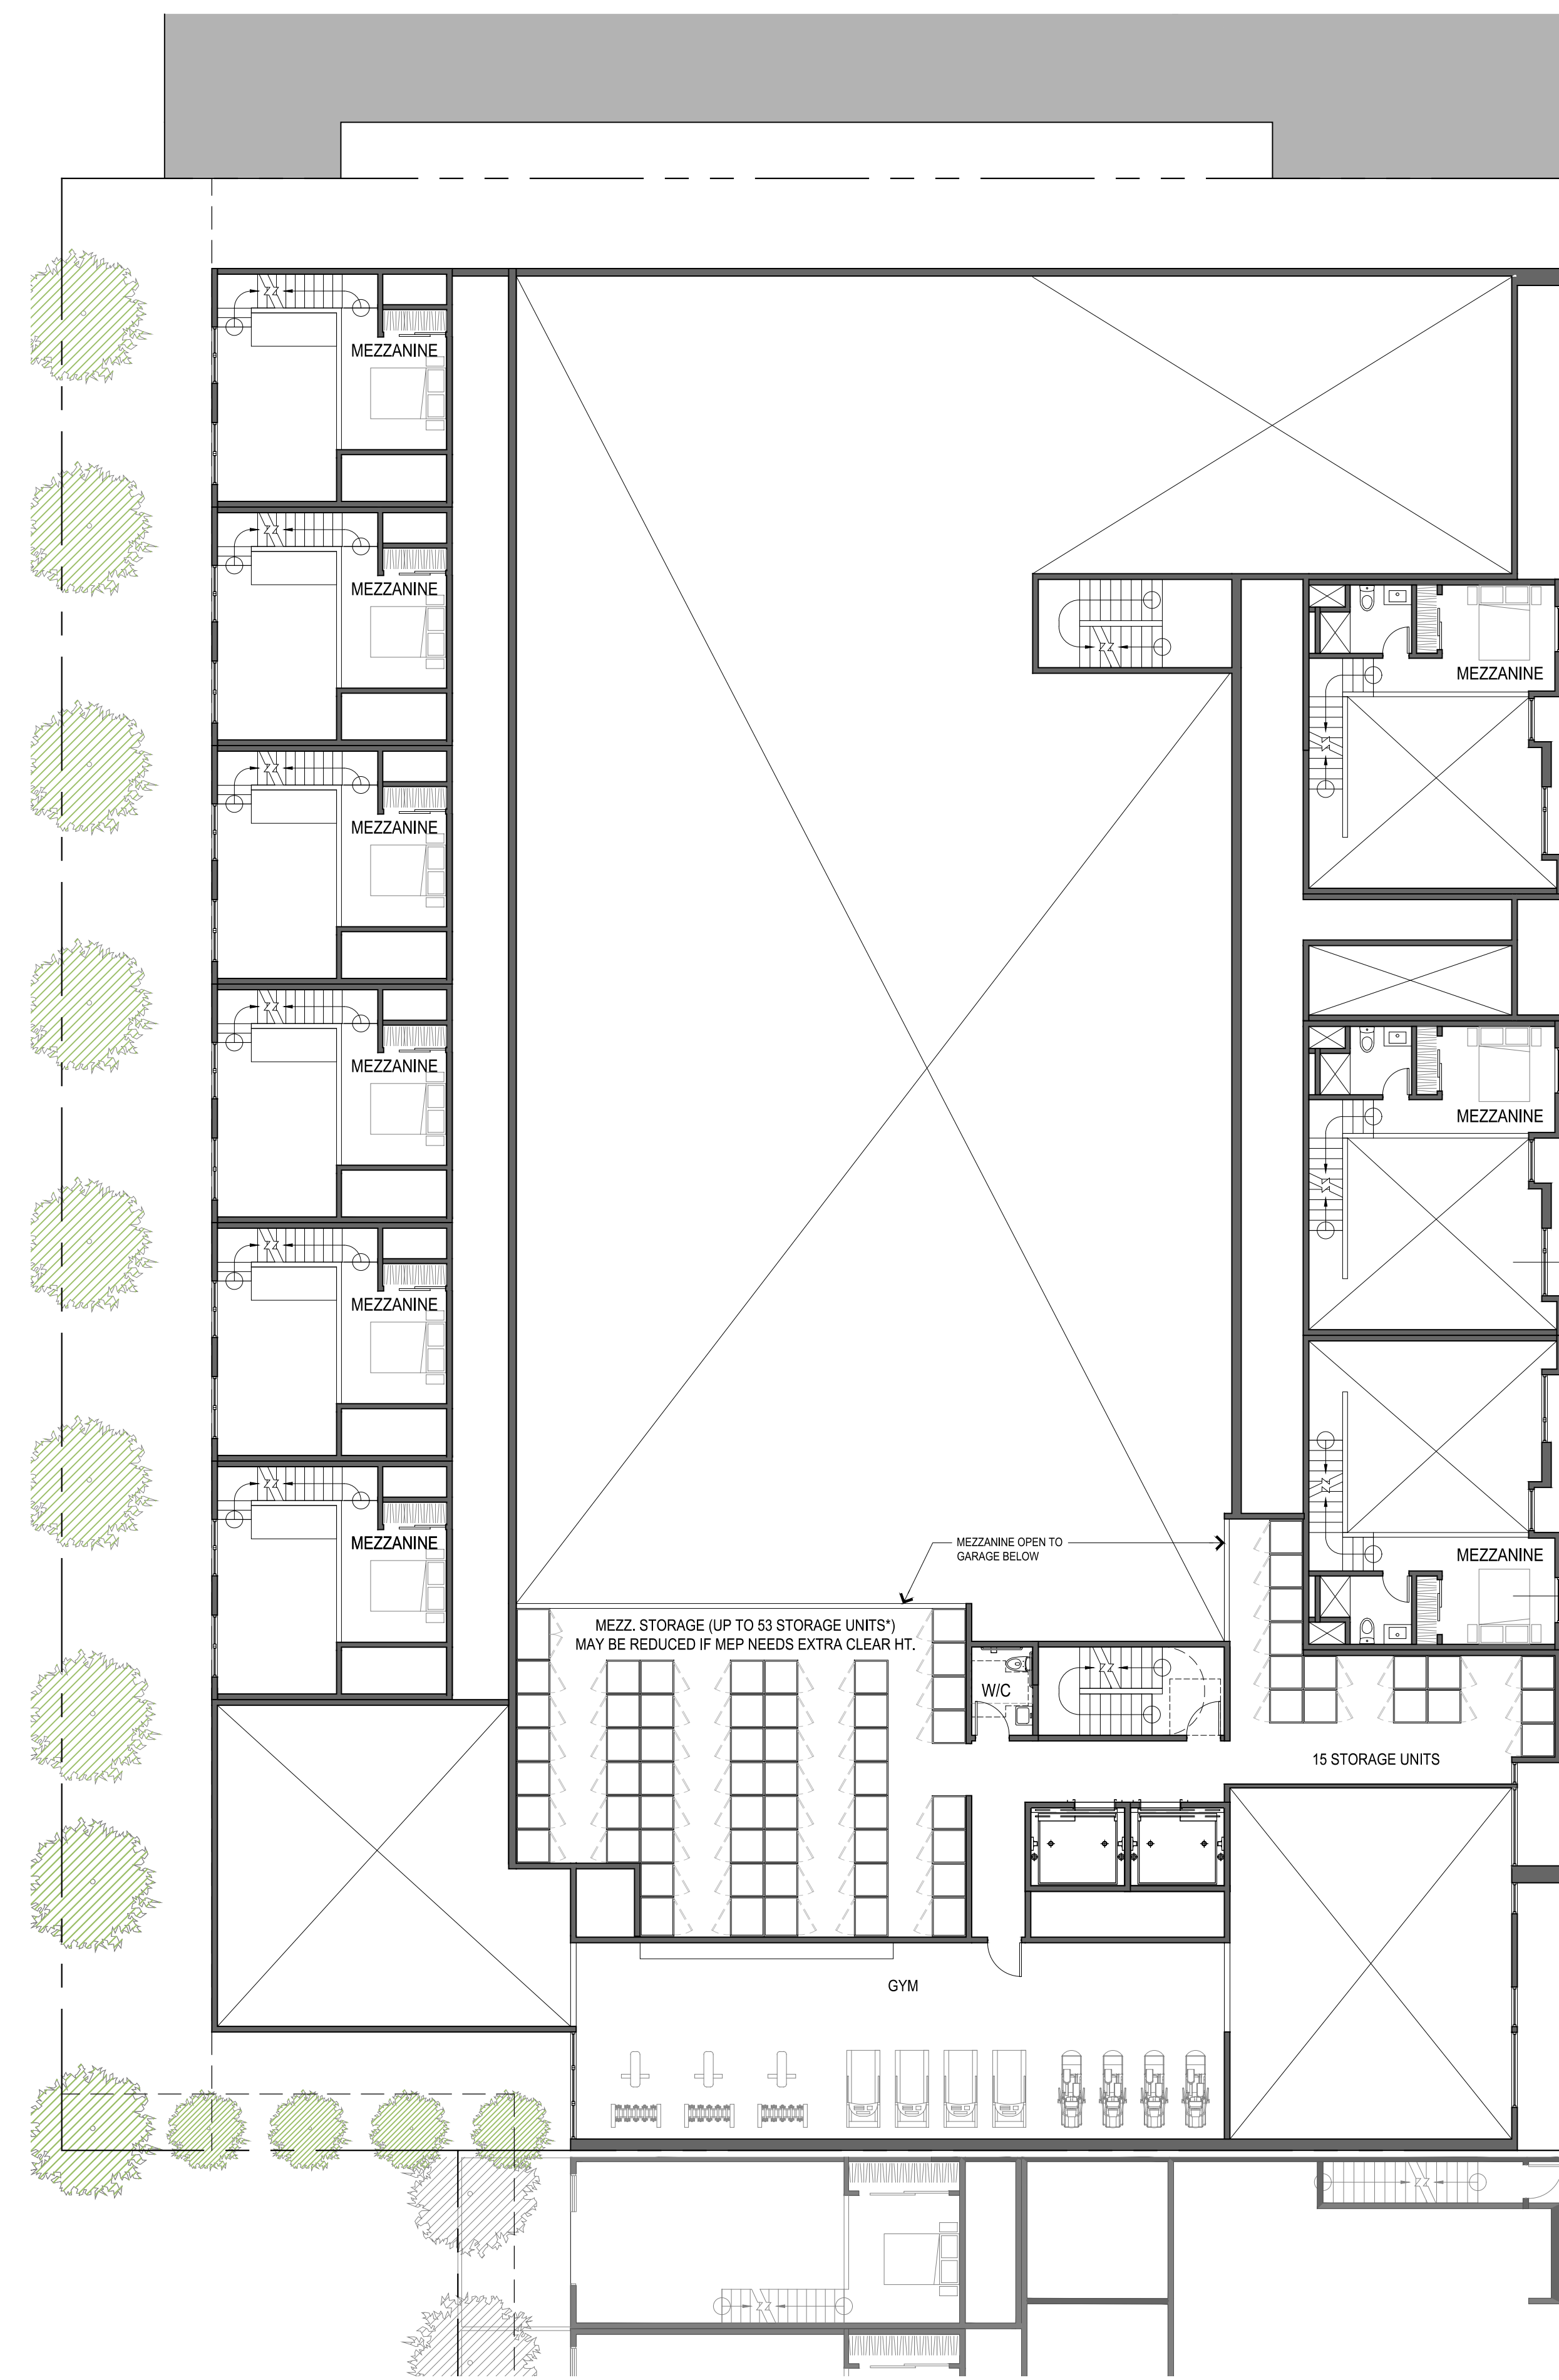 MEZZANINE
MEZZANINE
MEZZANINE
MEZZANINE
MEZZANINE
MEZZANINE
MEZZANINE
MEZZANINE
MEZZANINE
MEZZANINE OPEN TO
GARAGE BELOW
MEZZ. STORAGE (UP TO 53 STORAGE UNITS*)
MAY BE REDUCED IF MEP NEEDS EXTRA CLEAR HT.
W/C
15 STORAGE UNITS
GYM